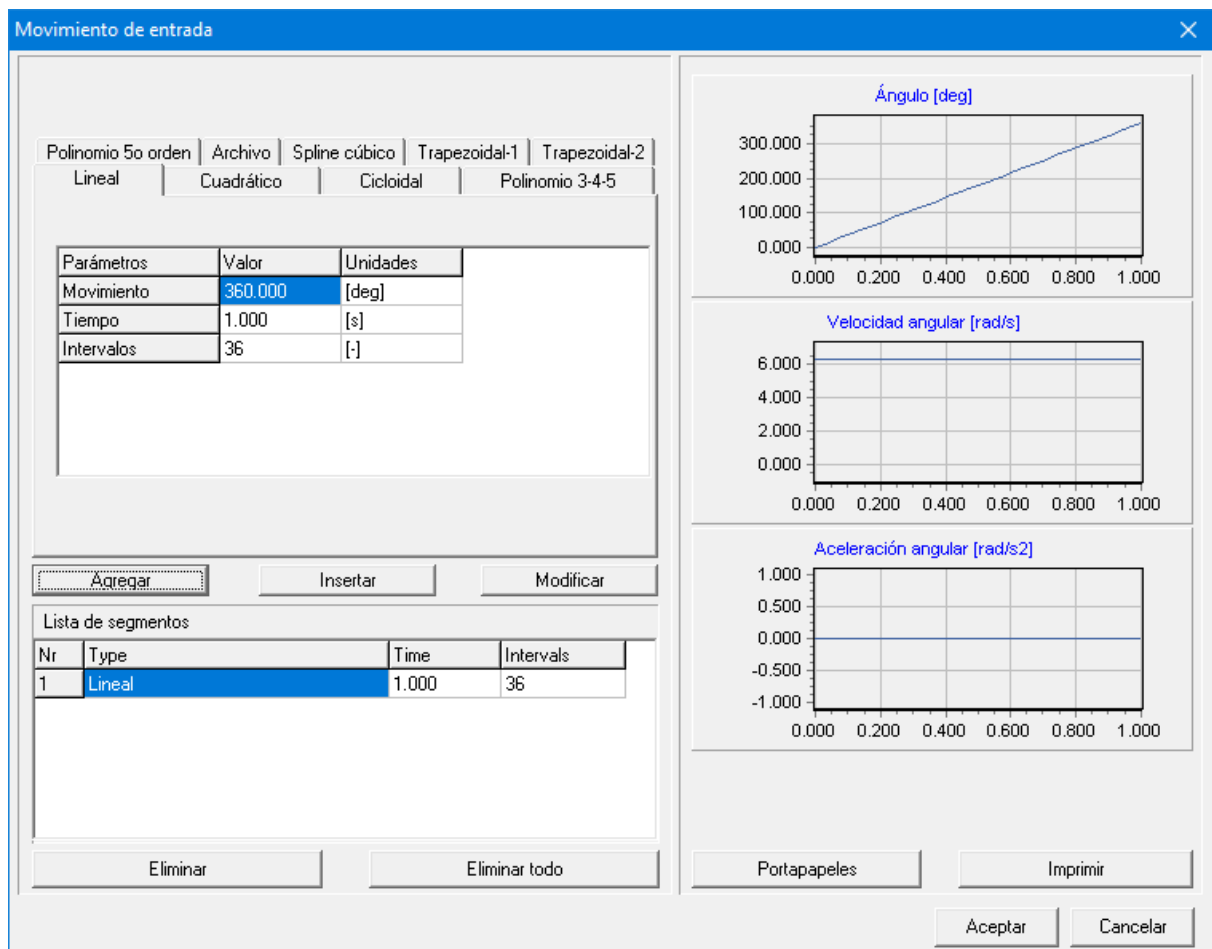 Movimiento de entrada
Polinomio 5o orden Archivo Spline cúbico Trapezoidal-1 Trapezoidal-2
Lineal Cuadrático Cicloidal Polinomio 3-4-5
Parámetros Valor Unidades
Movimiento 360.000 [deg]
Tiempo 1.000 [s]
Intervalos 36 [-]
Agregar Insertar Modificar
Lista de segmentos
Nr Type Time Intervals
1 Lineal 1.000 36
Eliminar Eliminar todo
Ángulo [deg]
300.000
200.000
100.000
0.000
0.000 0.200 0.400 0.600 0.800 1.000
Velocidad angular [rad/s]
6.000
4.000
2.000
0.000
0.000 0.200 0.400 0.600 0.800 1.000
Aceleración angular [rad/s2]
1.000
0.500
0.000
-0.500
-1.000
0.000 0.200 0.400 0.600 0.800 1.000
Portapapeles Imprimir
Aceptar Cancelar